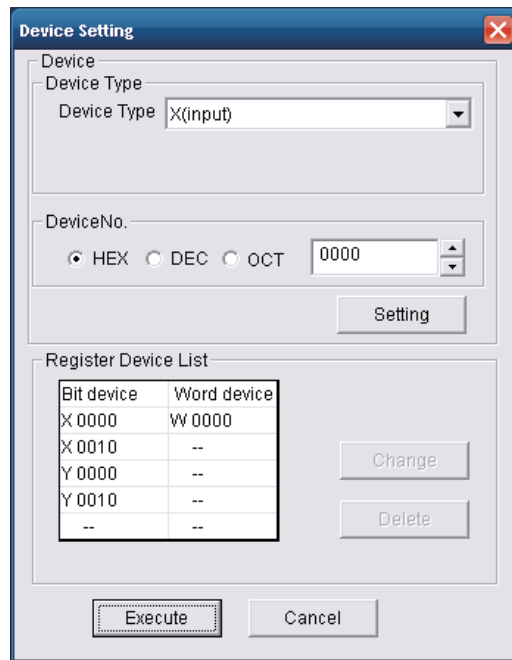 Device Setting
Device
Device Type
Device Type X(input)
DeviceNo.
HEX DEC OCT 0000
Setting
Register Device List
Bit device Word device
X 0000 W 0000
X 0010 --
Y 0000 --
Y 0010 --
-- --
Change
Delete
Execute Cancel